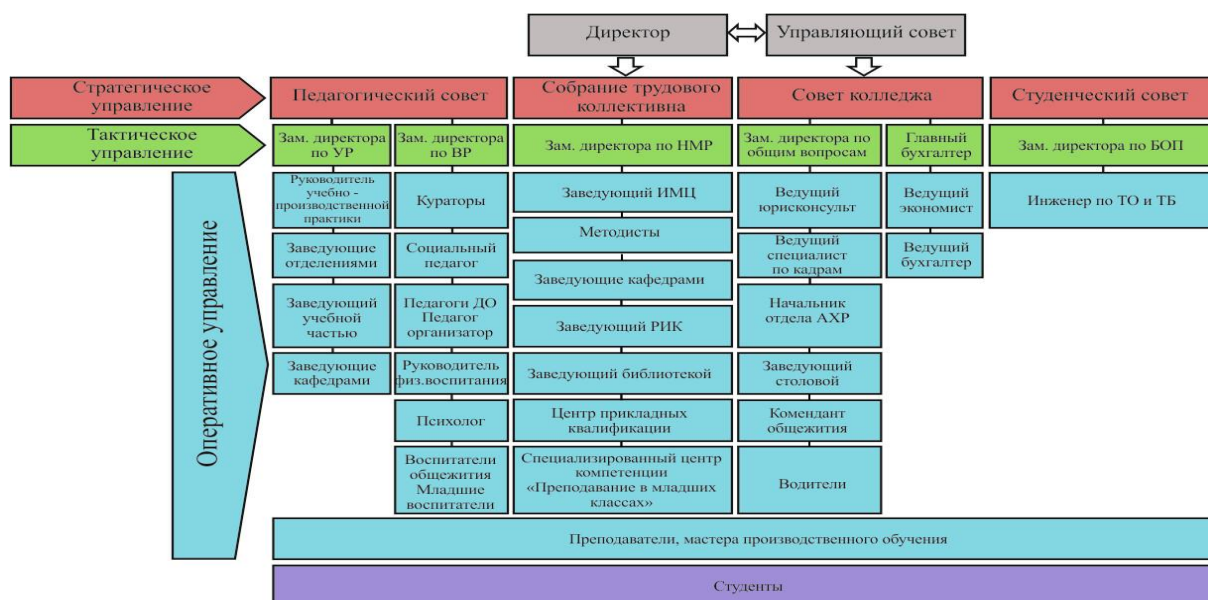 Директор
Управляющий совет
Стратегическое
управление
Педагогический совет
Собрание трудового
коллективна
Совет колледжа
Студенческий совет
Тактическое
управление
Зам. директора
по УР
Зам. директора
по ВР
Зам. директора по НМР
Зам. директора по
общим вопросам
Главный
бухгалтер
Зам. директора по БОП
Оперативное управление
Руководитель
учебно -
производственной
практики
Заведующие
отделениями
Заведующий
учебной
частью
Заведующие
кафедрами
Кураторы
Социальный
педагог
Педагоги ДО
Педагог
организатор
Руководитель
физ.воспитания
Психолог
Воспитатели
общежития
Младшие
воспитатели
Заведующий ИМЦ
Методисты
Заведующие кафедрами
Заведующий РИК
Заведующий библиотекой
Центр прикладных
квалификации
Специализированный центр
компетенции
«Преподавание в младших
классах»
Ведущий
юрисконсульт
Ведущий
специалист
по кадрам
Начальник
отдела АХР
Заведующий
столовой
Комендант
общежития
Водители
Ведущий
экономист
Ведущий
бухгалтер
Инженер по ТО и ТБ
Преподаватели, мастера производственного обучения
Студенты